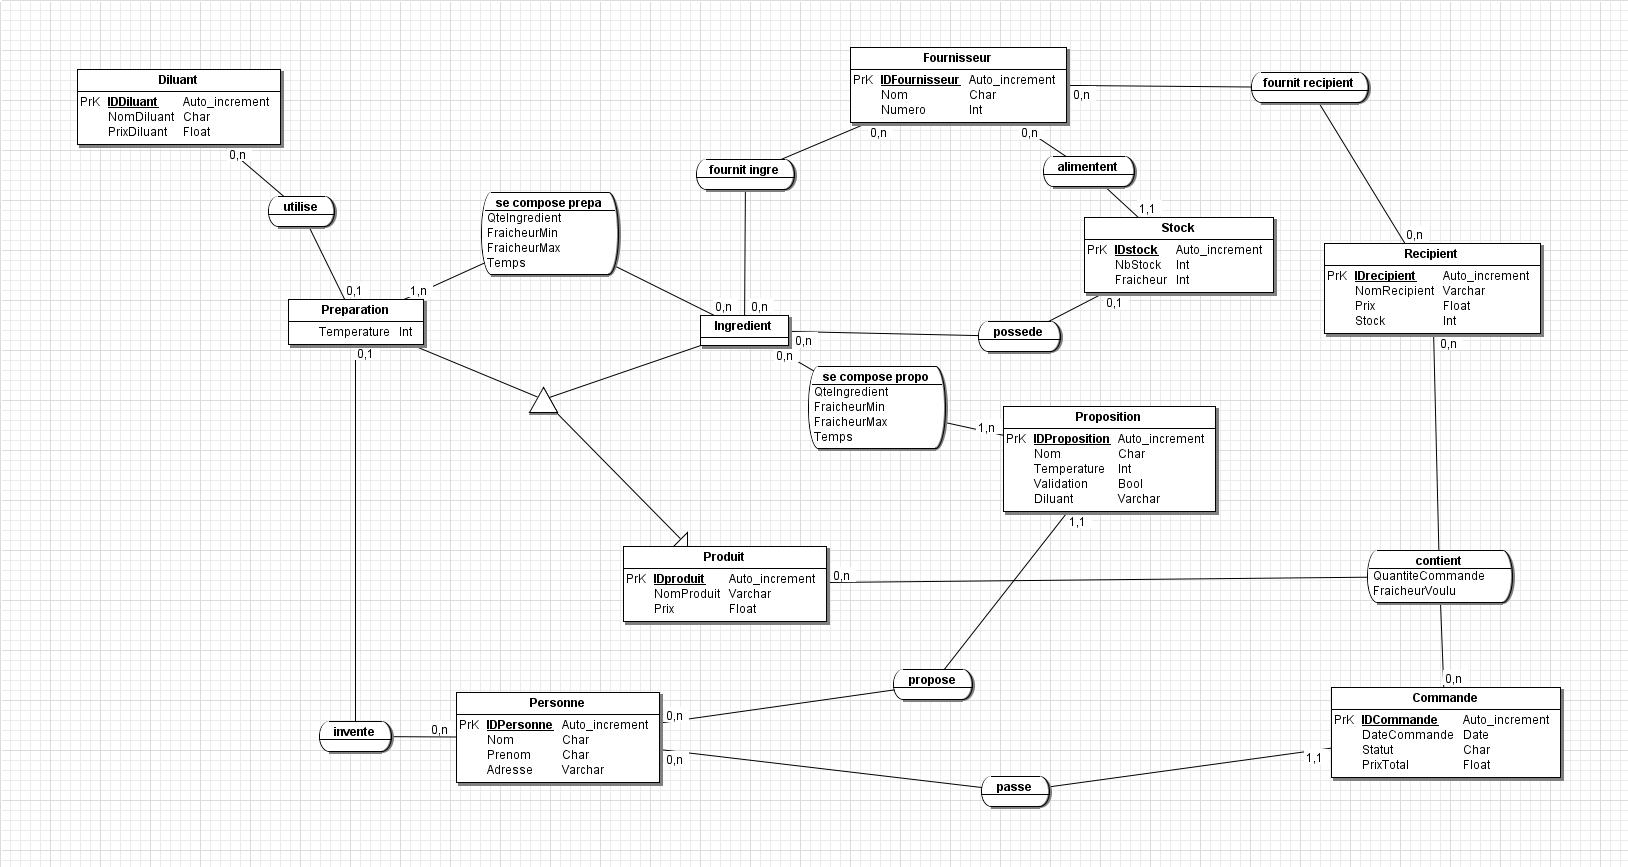 Diluant
PrK IDDiluant Auto_increment
NomDiluant Char
PrixDiluant Float
0,n
utilise
0,1
Fournisseur
PrK IDFournisseur Auto_increment
Nom Char
Numero Int
0,n
0,n
0,n
fournit recipient
fournit ingre
alimentent
1,1
se compose prepa
QteIngredient
FraicheurMin
FraicheurMax
Temps
1,n
0,n
0,n
Stock
PrK IDstock Auto_increment
NbStock Int
Fraicheur Int
0,1
0,n
Recipient
PrK IDrecipient Auto_increment
NomRecipient Varchar
Prix Float
Stock Int
0,n
Preparation
Temperature Int
0,1
Ingredient
0,n
0,n
possede
se compose propo
QteIngredient
FraicheurMin
FraicheurMax
Temps
1,n
Proposition
PrK IDProposition Auto_increment
Nom Char
Temperature Int
Validation Bool
Diluant Varchar
1,1
Produit
PrK IDproduit Auto_increment
NomProduit Varchar
Prix Float
0,n
contient
QuantiteCommande
FraicheurVoulu
0,n
propose
invente
0,n
Personne
PrK IDPersonne Auto_increment
Nom Char
Prenom Char
Adresse Varchar
0,n
0,n
passe
1,1
Commande
PrK IDCommande Auto_increment
DateCommande Date
Statut Char
PrixTotal Float